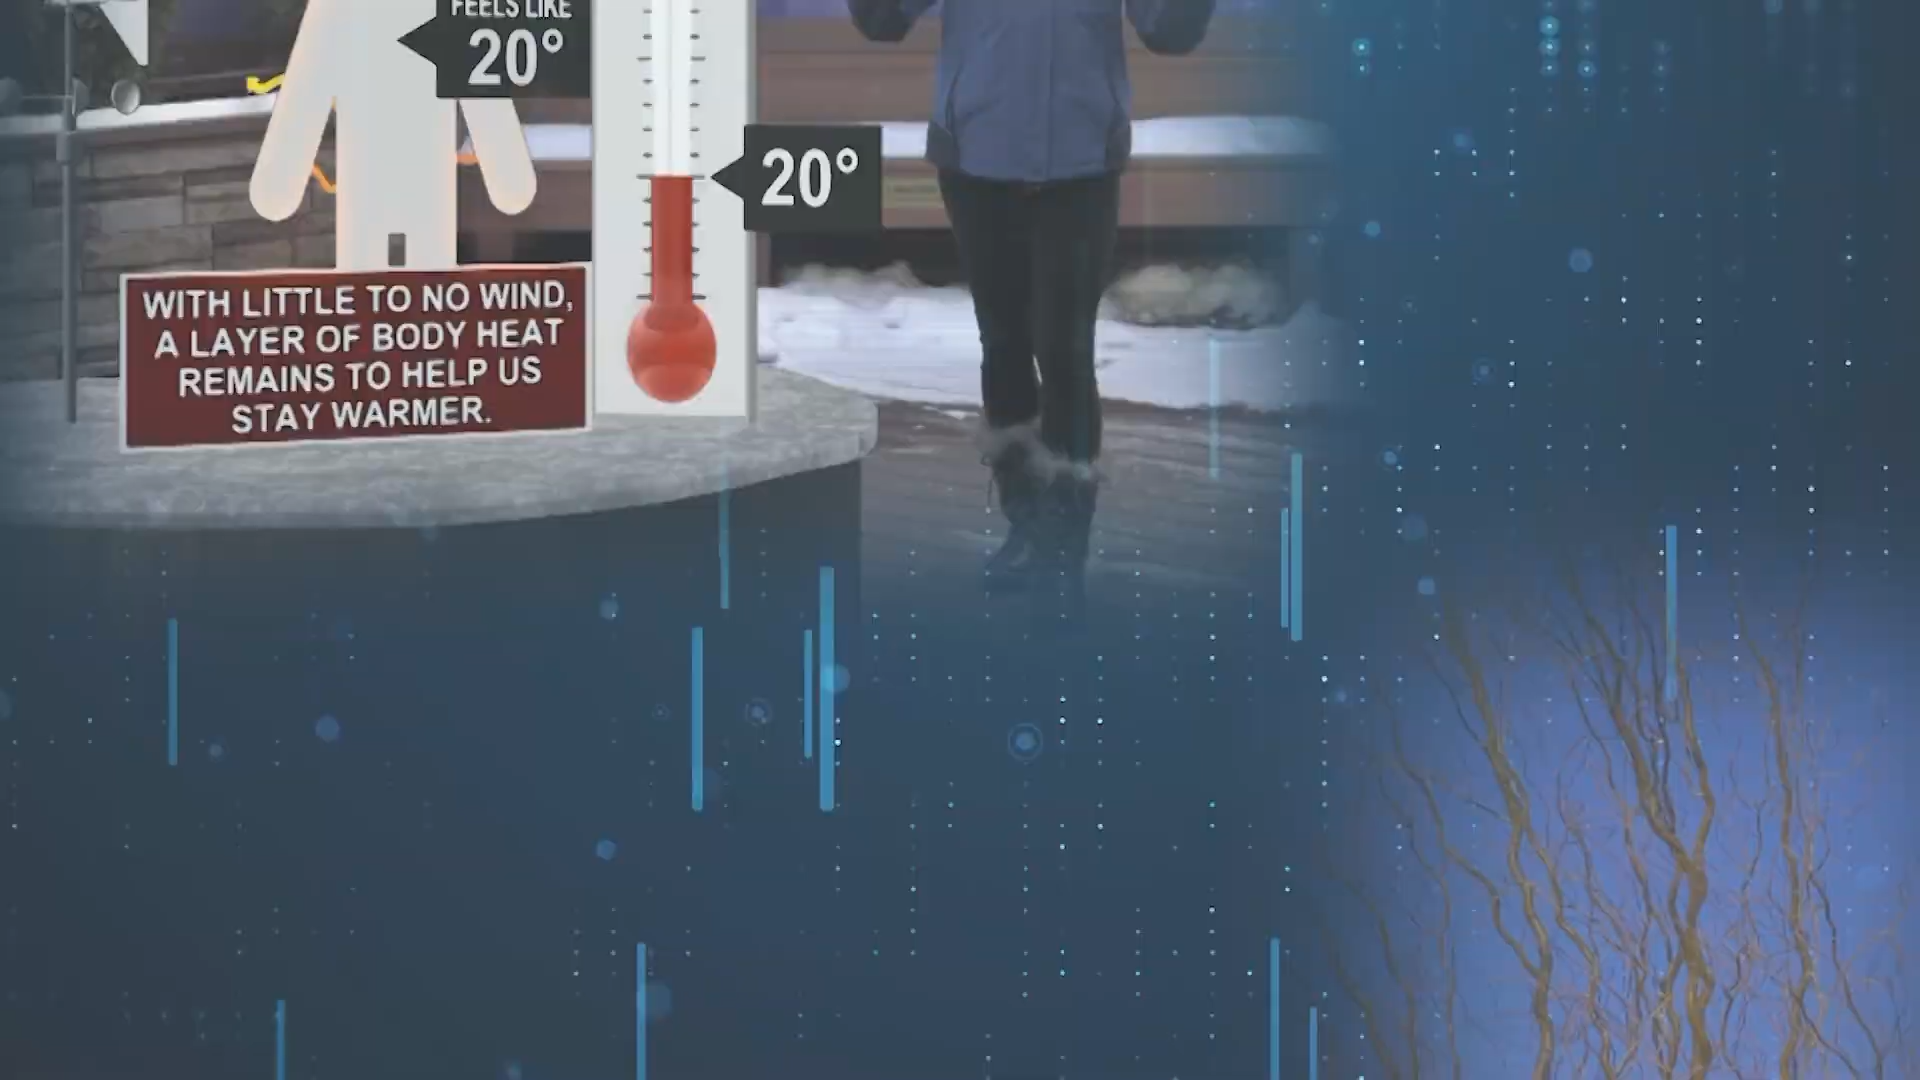 FEELS LIKE
20°
20°
WITH LITTLE TO NO WIND,
A LAYER OF BODY HEAT
REMAINS TO HELP US
STAY WARMER.